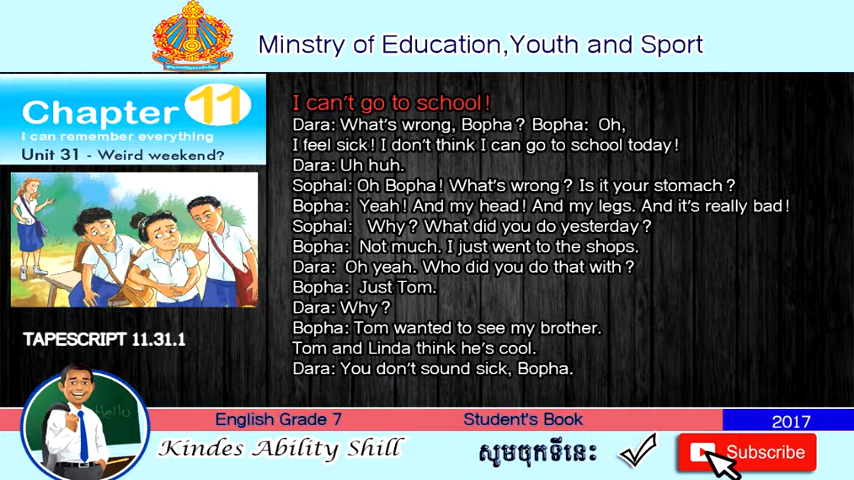 Minstry of Education,Youth and Sport
Chapter 11
I can remember everything
Unit 31 - Weird weekend?
TAPESCRIPT 11.31.1
I can't go to school!
Dara: What's wrong, Bopha? Bopha: Oh,
I feel sick! I don't think I can go to school today!
Dara: Uh huh.
Sophal: Oh Bopha! What's wrong? Is it your stomach?
Bopha: Yeah! And my head! And my legs. And it's really bad!
Sophal: Why? What did you do yesterday?
Bopha: Not much. I just went to the shops.
Dara: Oh yeah. Who did you do that with?
Bopha: Just Tom.
Dara: Why?
Bopha: Tom wanted to see my brother.
Tom and Linda think he's cool.
Dara: You don't sound sick, Bopha.
English Grade 7
Student's Book
2017
Hello
Kindes Ability Shill
សូមចុកទីនេះ
Subscribe